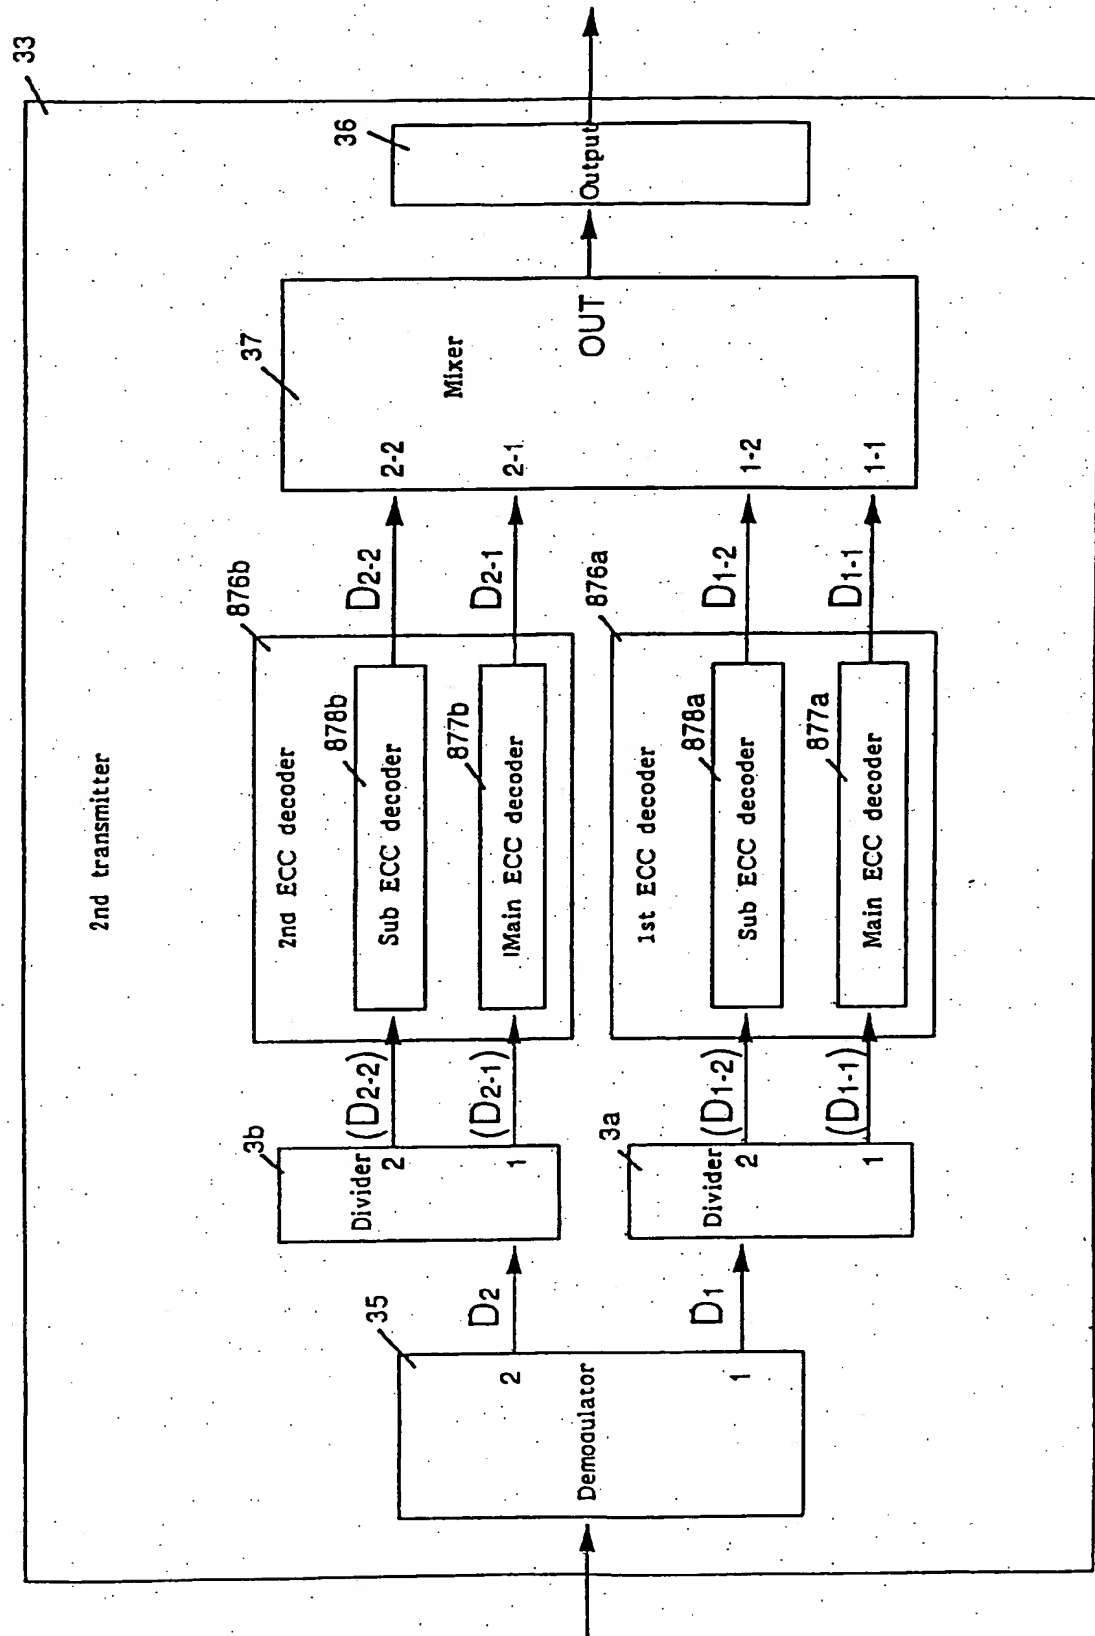 33
2nd transmitter
36
Output
37
Mixer
OUT
2-2
2-1
1-2
1-1
D2-2
D2-1
D1-2
D1-1
876b
2nd ECC decoder
878b
Sub ECC decoder
877b
Main ECC decoder
876a
1st ECC decoder
878a
Sub ECC decoder
877a
Main ECC decoder
(D2-2)
(D2-1)
(D1-2)
(D1-1)
3b
Divider
2
1
3a
Divider
2
1
D2
D1
35
Demodulator
2
1